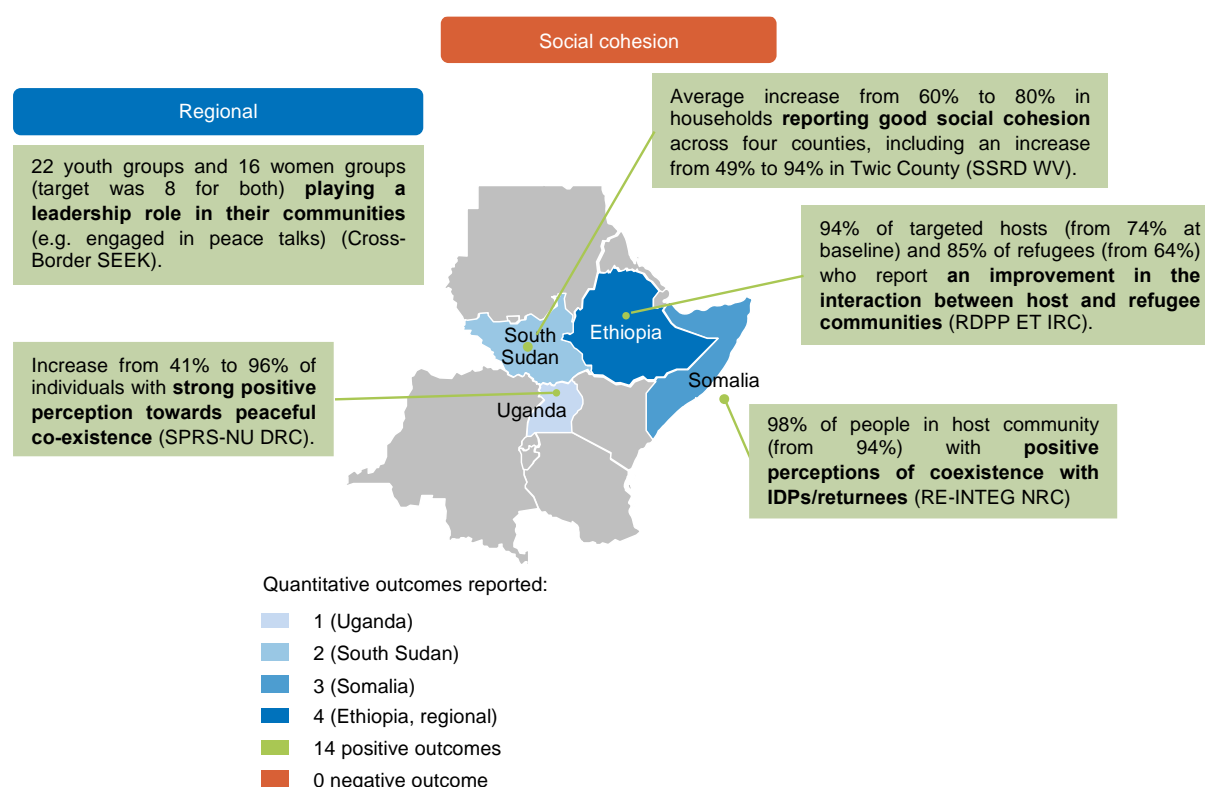 Social cohesion
Regional
22 youth groups and 16 women groups
(target was 8 for both) playing a
leadership role in their communities
(e.g. engaged in peace talks) (Cross-
Border SEEK).
Average increase from 60% to 80% in
households reporting good social cohesion
across four counties, including an increase
from 49% to 94% in Twic County (SSRD WV).
94% of targeted hosts (from 74% at
baseline) and 85% of refugees (from 64%)
who report an improvement in the
interaction between host and refugee
communities (RDPP ET IRC).
Increase from 41% to 96% of
individuals with strong positive
perception towards peaceful
co-existence (SPRS-NU DRC).
South
Sudan
Ethiopia
Somalia
Uganda
98% of people in host community
(from 94%) with positive
perceptions of coexistence with
IDPs/returnees (RE-INTEG NRC)
Quantitative outcomes reported:
1 (Uganda)
2 (South Sudan)
3 (Somalia)
4 (Ethiopia, regional)
14 positive outcomes
0 negative outcome